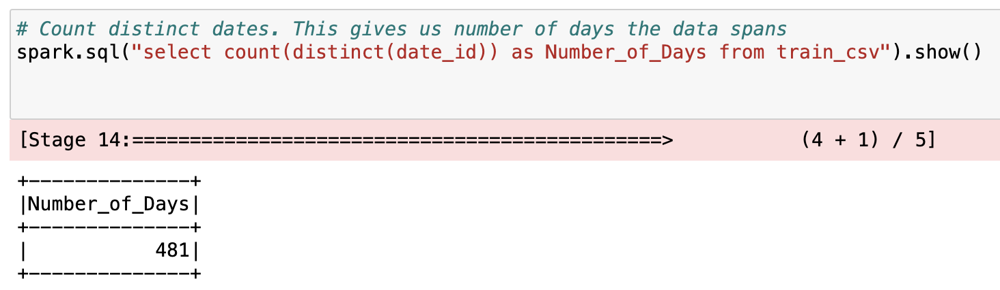 # Count distinct dates. This gives us number of days the data spans
spark.sql("select count(distinct(date_id)) as Number_of_Days from train_csv").show()
[Stage 14:==============================================>           (4 + 1) / 5]
+--------------+
|Number_of_Days|
+--------------+
|           481|
+--------------+